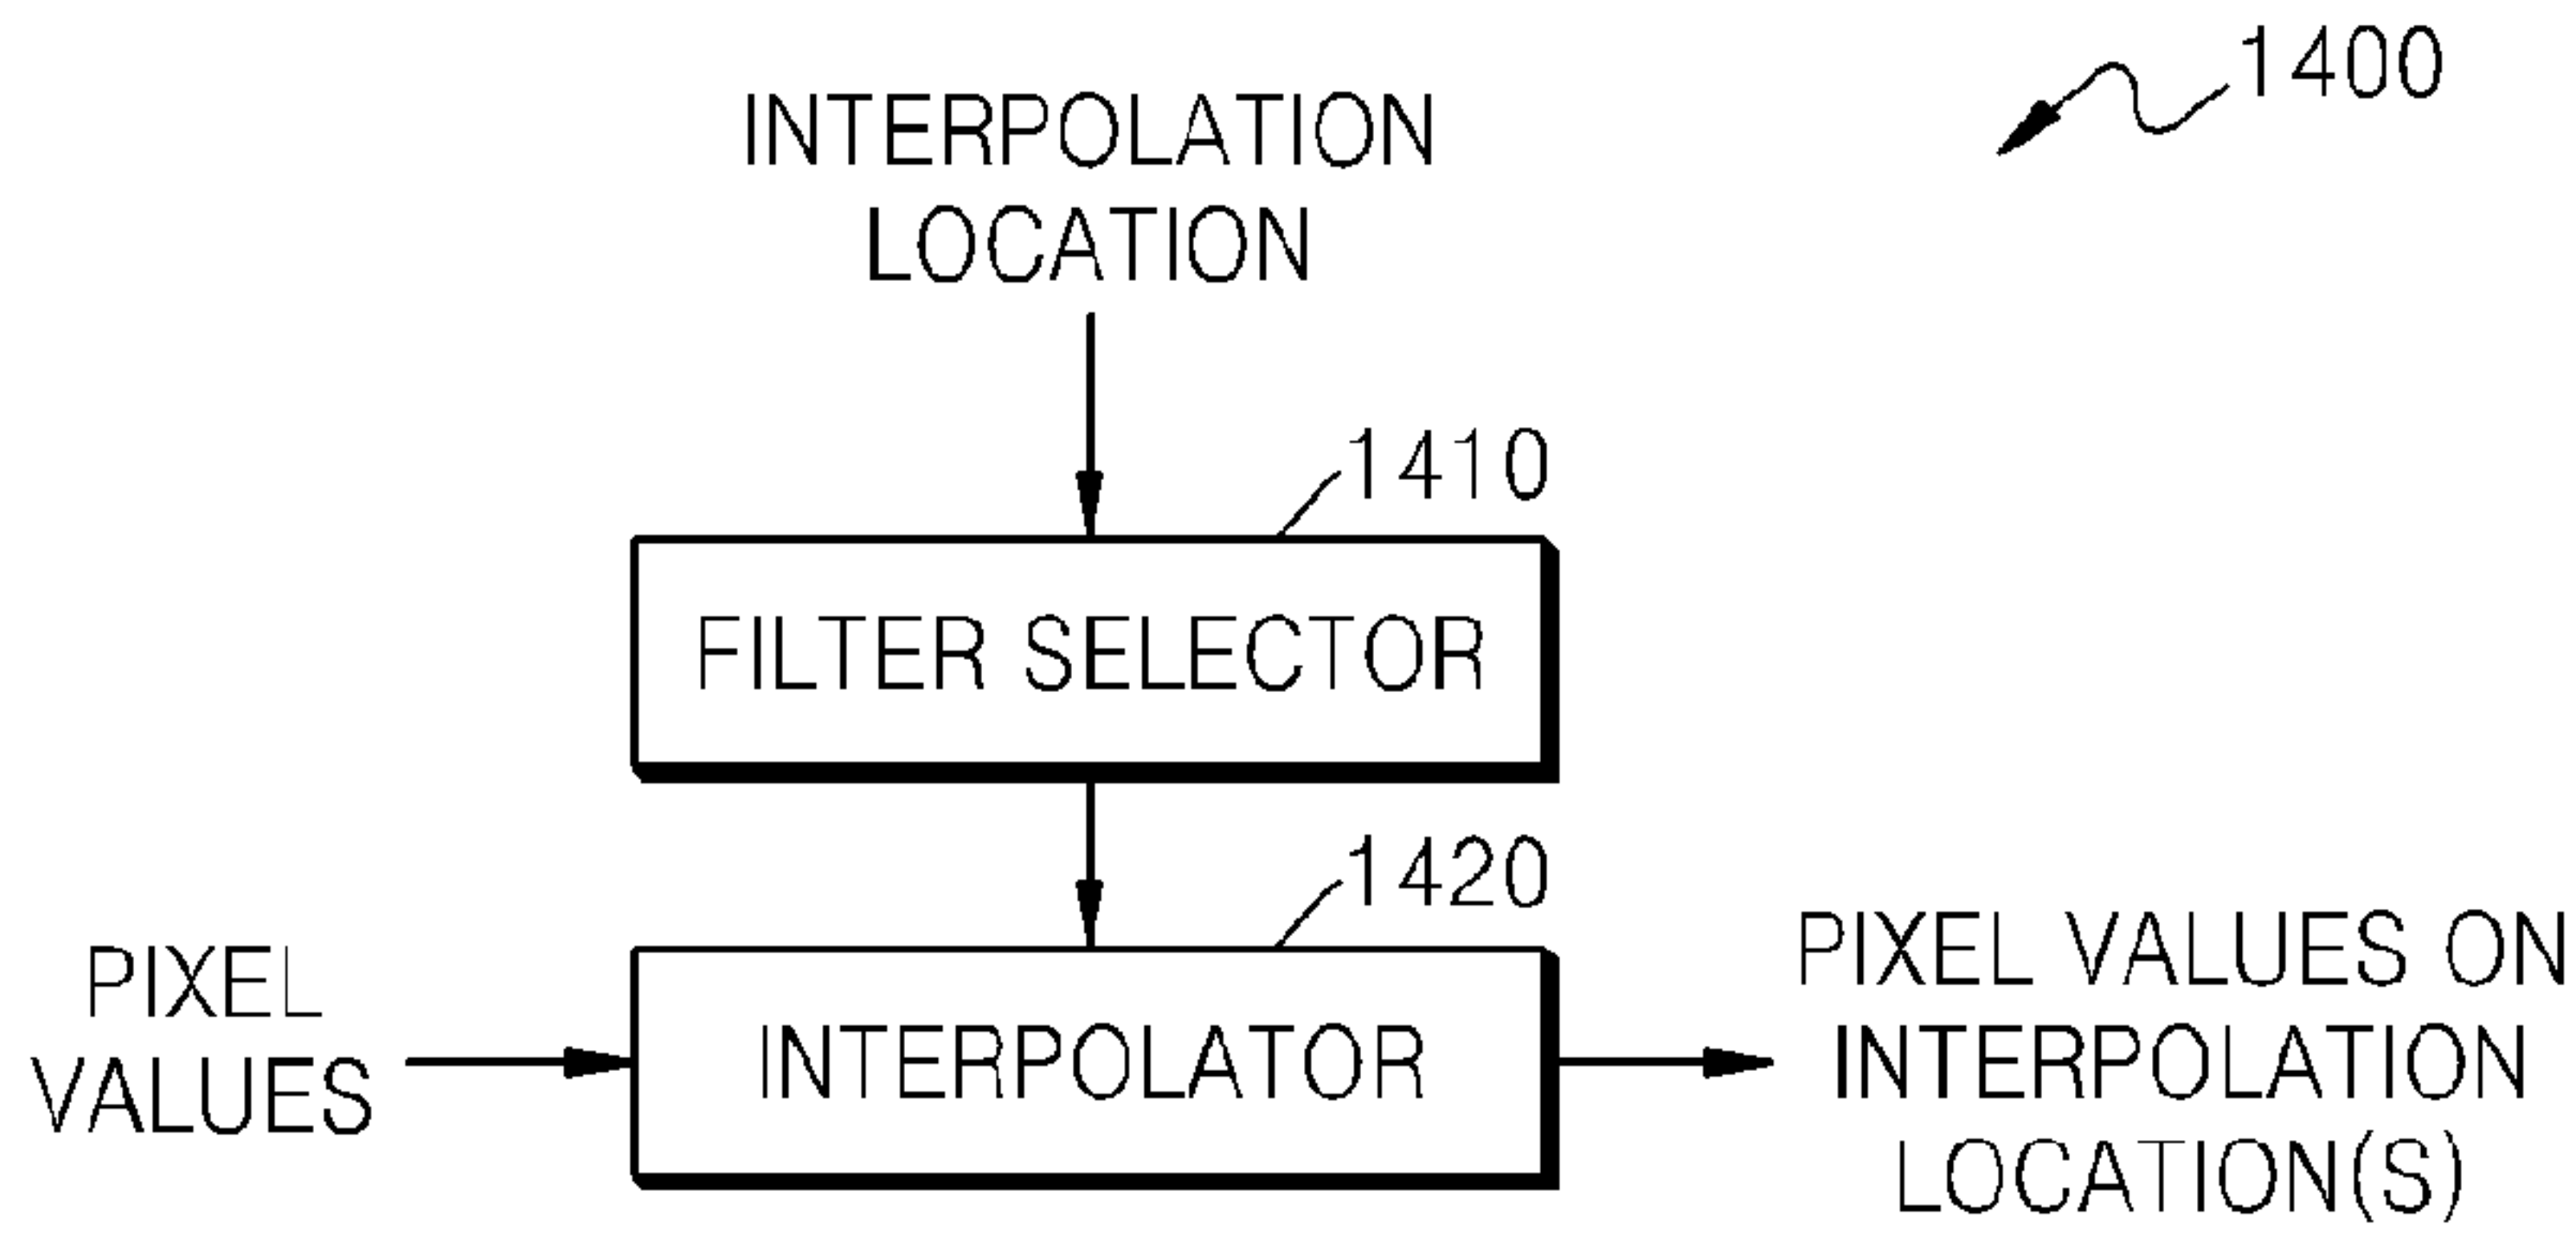 1400
INTERPOLATION
LOCATION
1410
FILTER SELECTOR
1420
PIXEL
VALUES
INTERPOLATOR
PIXEL VALUES ON
INTERPOLATION
LOCATION(S)